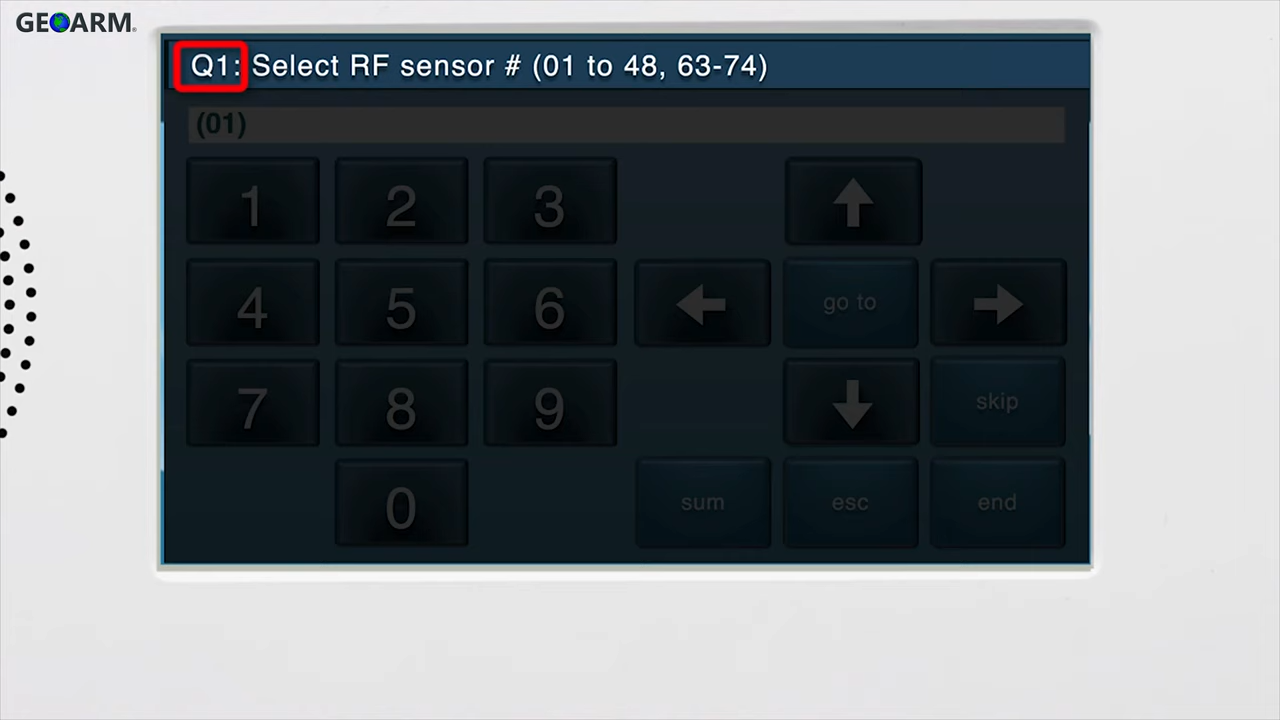 GEOARM®
Q1: Select RF sensor # (01 to 48, 63-74)
(01)
1 2 3
4 5 6 go to
7 8 9 skip
0 sum esc end